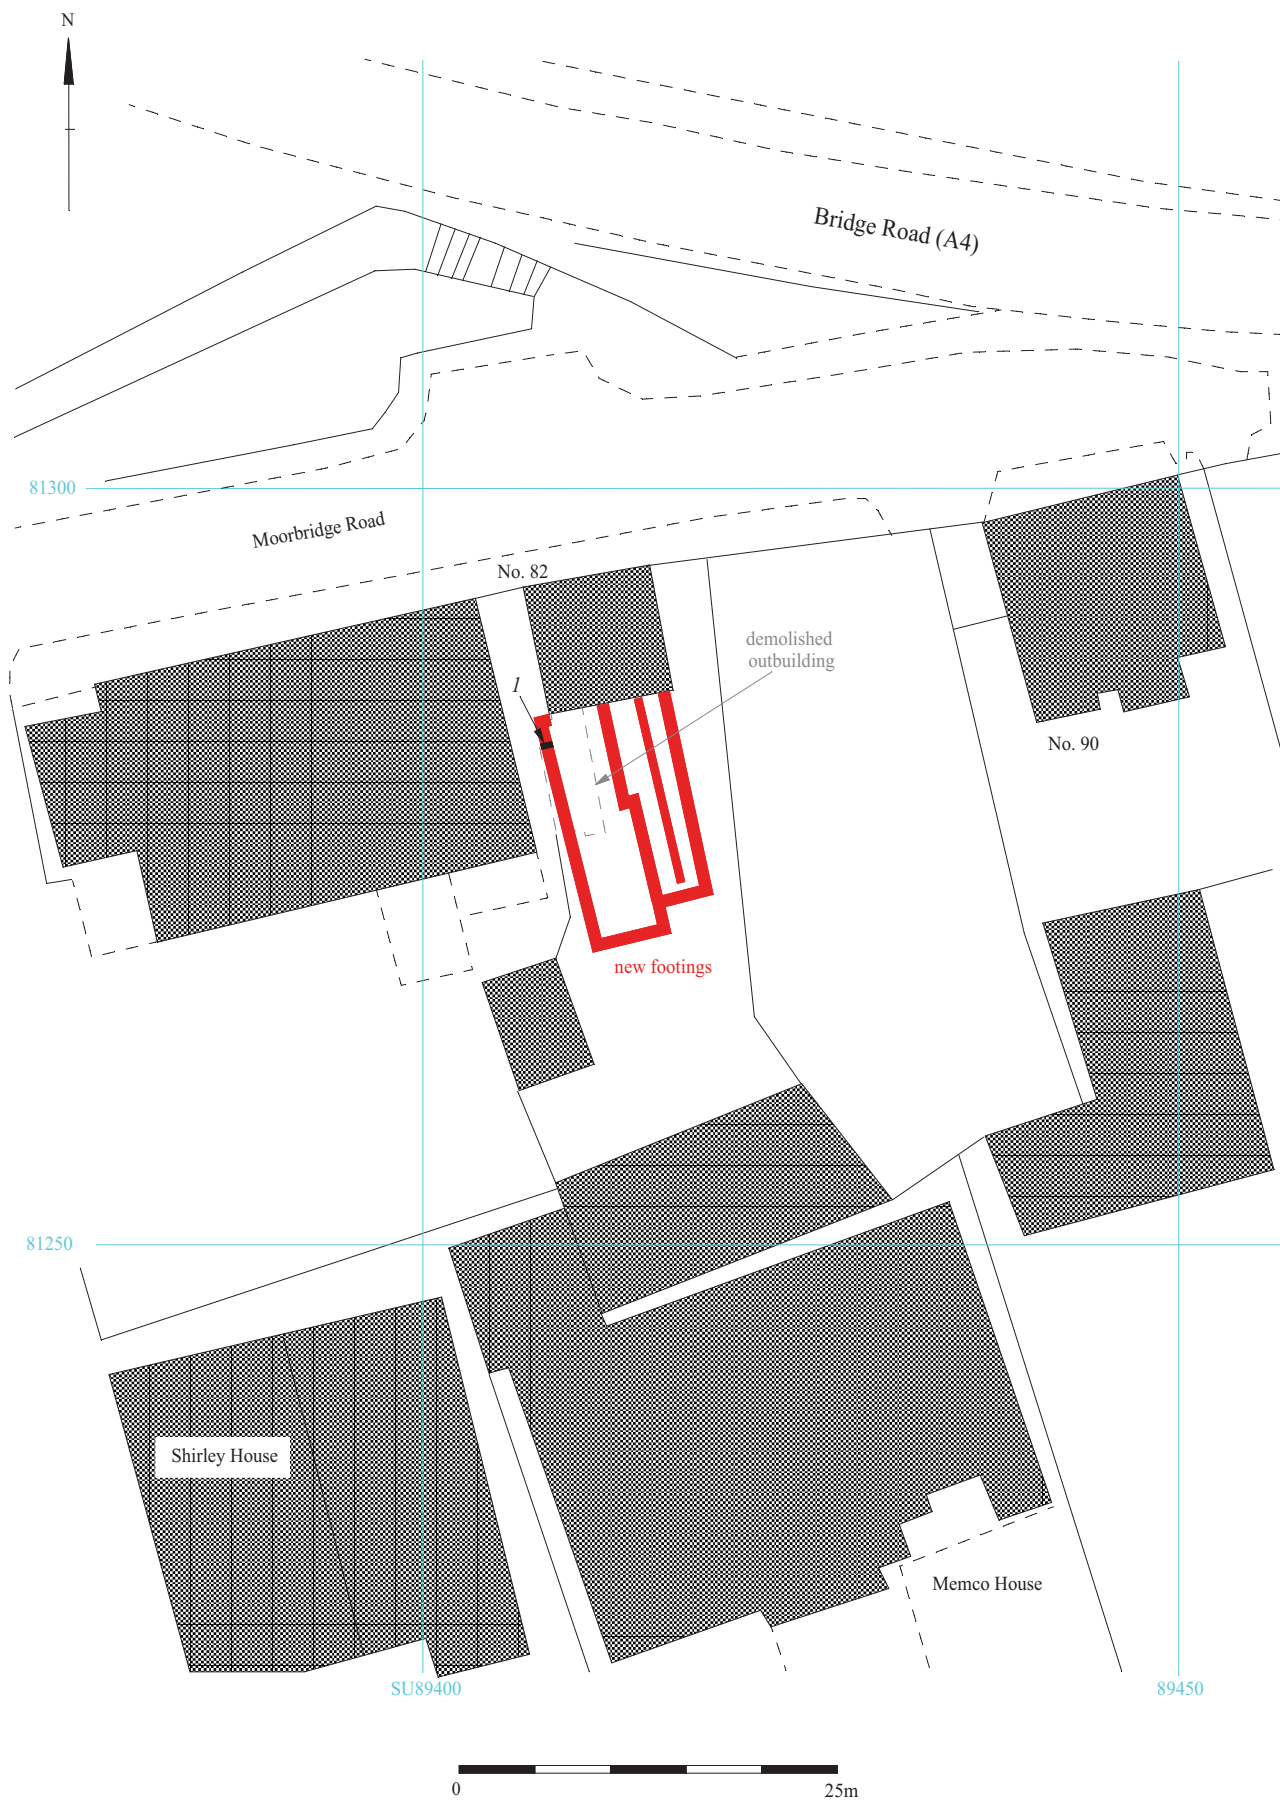 N
Bridge Road (A4)
81300
Moorbridge Road
No. 82
demolished
outbuilding
1
No. 90
new footings
81250
Shirley House
Memco House
SU89400
89450
0
25m